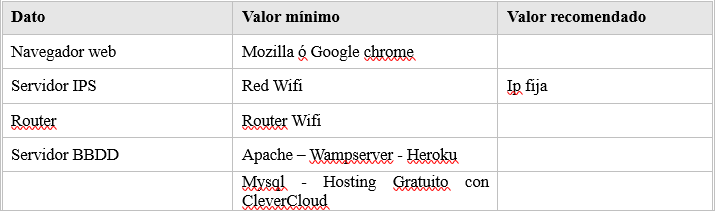 Dato Valor mínimo Valor recomendado
Navegador web Mozilla ó Google chrome
Servidor IPS Red Wifi Ip fija
Router Router Wifi
Servidor BBDD Apache – Wampserver - Heroku
Mysql - Hosting Gratuito con
CleverCloud